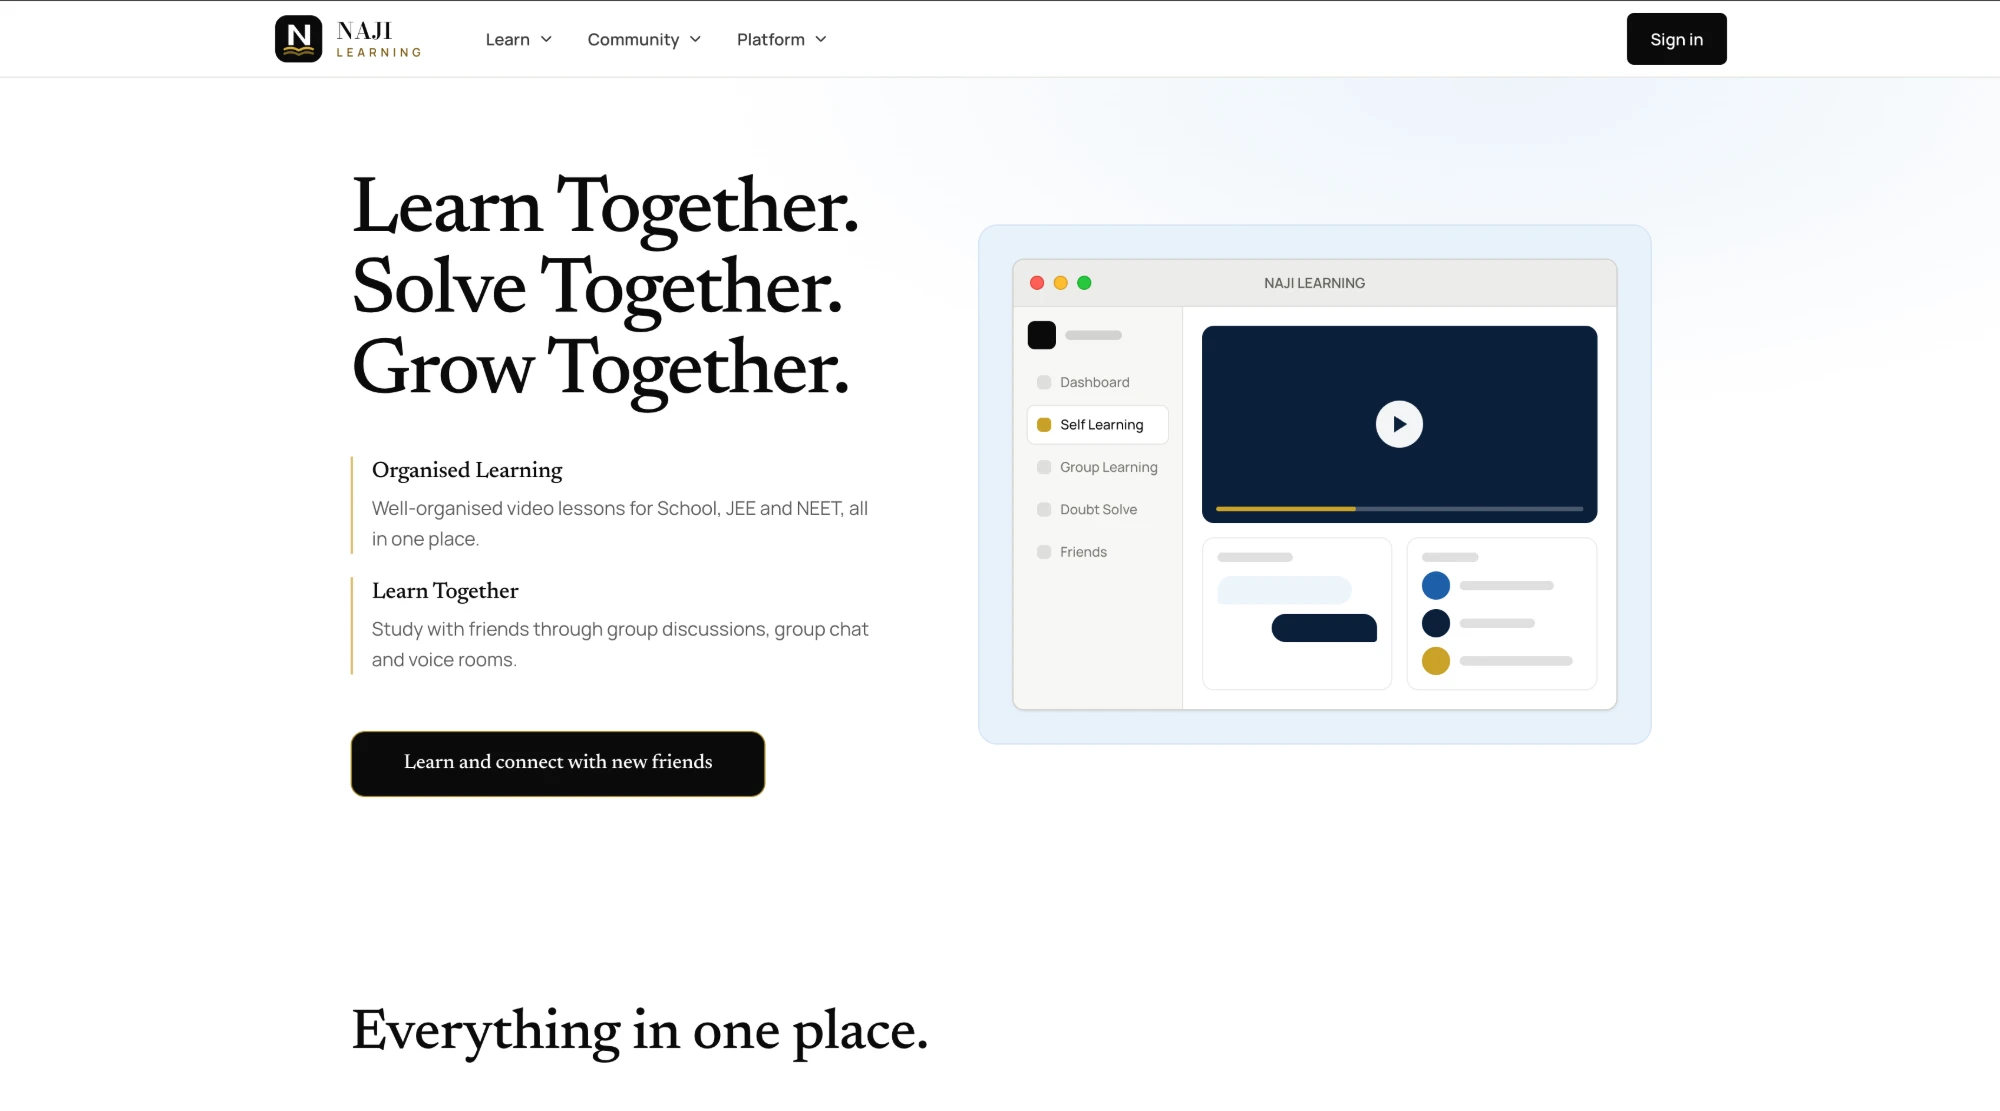 N
NAJI
LEARNING
Learn
Community
Platform
Sign in
Learn Together.
Solve Together.
Grow Together.
Organised Learning
Well-organised video lessons for School, JEE and NEET, all
in one place.
Learn Together
Study with friends through group discussions, group chat
and voice rooms.
Learn and connect with new friends
NAJI LEARNING
Dashboard
Self Learning
Group Learning
Doubt Solve
Friends
Everything in one place.